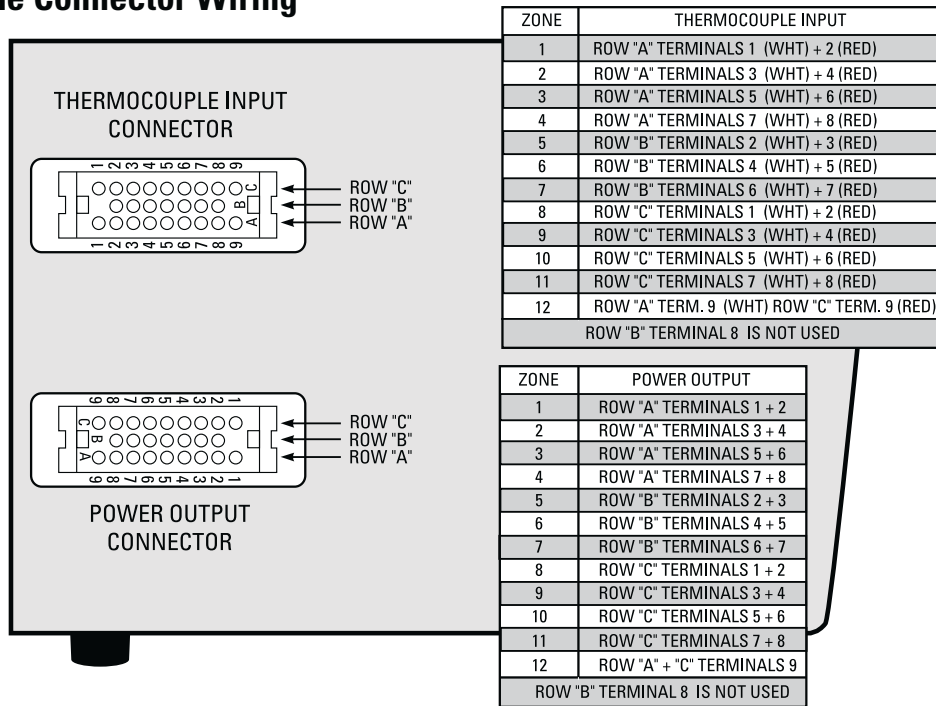 Connector Wiring
THERMOCOUPLE INPUT
CONNECTOR
1 2 3 4 5 6 7 8 9
C
B
A
1 2 3 4 5 6 7 8 9
ROW "C"
ROW "B"
ROW "A"
9 8 7 6 5 4 3 2 1
C
B
A
9 8 7 6 5 4 3 2 1
ROW "C"
ROW "B"
ROW "A"
POWER OUTPUT
CONNECTOR
ZONE THERMOCOUPLE INPUT
1 ROW "A" TERMINALS 1 (WHT) + 2 (RED)
2 ROW "A" TERMINALS 3 (WHT) + 4 (RED)
3 ROW "A" TERMINALS 5 (WHT) + 6 (RED)
4 ROW "A" TERMINALS 7 (WHT) + 8 (RED)
5 ROW "B" TERMINALS 2 (WHT) + 3 (RED)
6 ROW "B" TERMINALS 4 (WHT) + 5 (RED)
7 ROW "B" TERMINALS 6 (WHT) + 7 (RED)
8 ROW "C" TERMINALS 1 (WHT) + 2 (RED)
9 ROW "C" TERMINALS 3 (WHT) + 4 (RED)
10 ROW "C" TERMINALS 5 (WHT) + 6 (RED)
11 ROW "C" TERMINALS 7 (WHT) + 8 (RED)
12 ROW "A" TERM. 9 (WHT) ROW "C" TERM. 9 (RED)
ROW "B" TERMINAL 8 IS NOT USED
ZONE POWER OUTPUT
1 ROW "A" TERMINALS 1 + 2
2 ROW "A" TERMINALS 3 + 4
3 ROW "A" TERMINALS 5 + 6
4 ROW "A" TERMINALS 7 + 8
5 ROW "B" TERMINALS 2 + 3
6 ROW "B" TERMINALS 4 + 5
7 ROW "B" TERMINALS 6 + 7
8 ROW "C" TERMINALS 1 + 2
9 ROW "C" TERMINALS 3 + 4
10 ROW "C" TERMINALS 5 + 6
11 ROW "C" TERMINALS 7 + 8
12 ROW "A" + "C" TERMINALS 9
ROW "B" TERMINAL 8 IS NOT USED